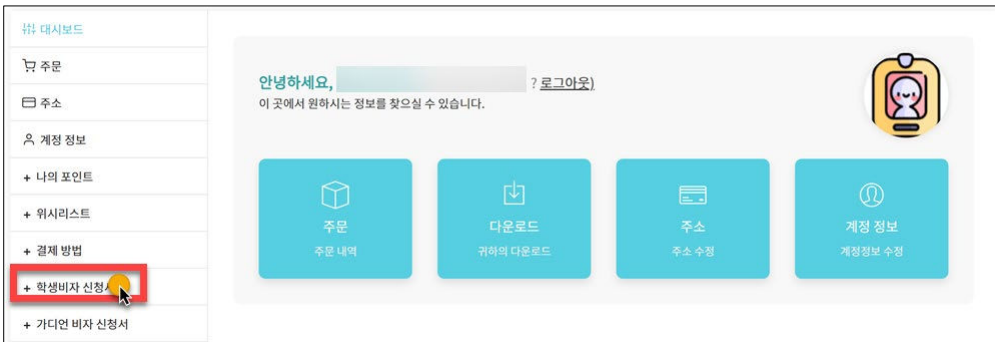 대시보드
주문
주소
계정 정보
+ 나의 포인트
+ 위시리스트
+ 결제 방법
+ 학생비자 신청서
+ 가디언 비자 신청서
안녕하세요, ? 로그아웃)
이 곳에서 원하시는 정보를 찾으실 수 있습니다.
주문
주문 내역
다운로드
귀하의 다운로드
주소
주소 수정
계정 정보
계정정보 수정